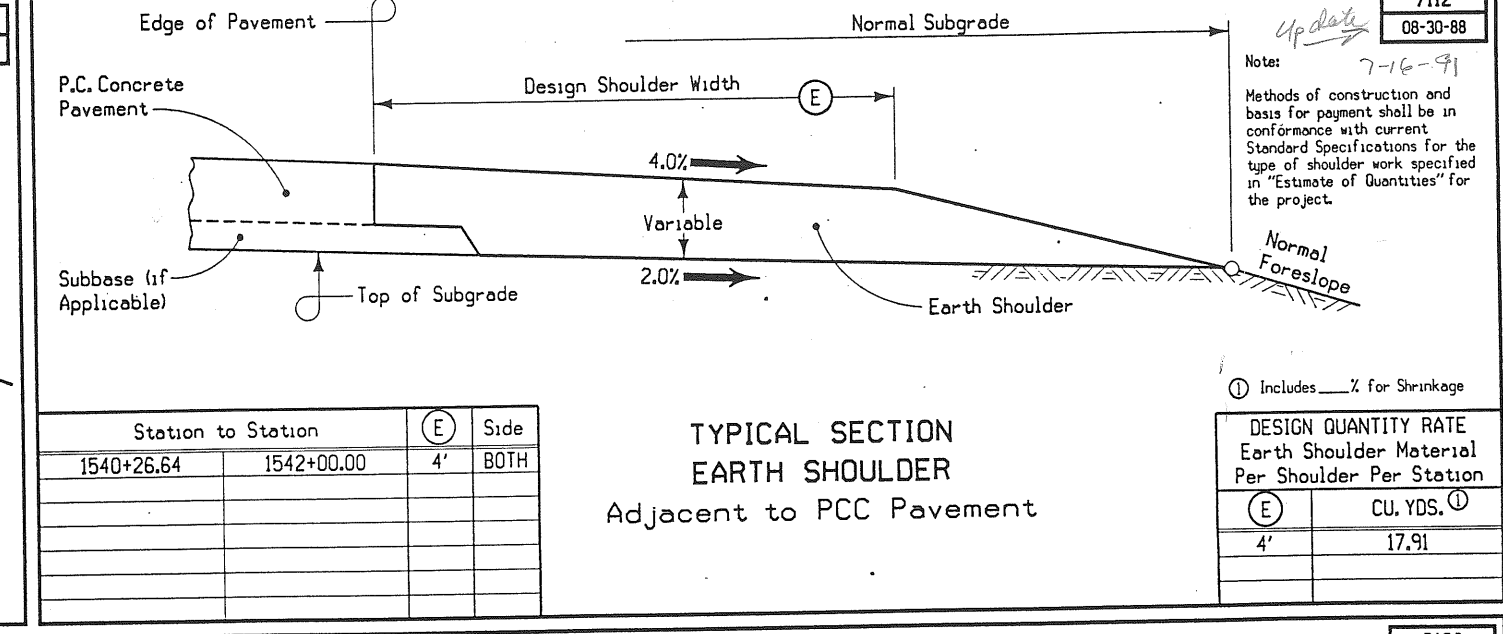 Edge of Pavement
Normal Subgrade
7112
08-30-88
Update
7-16-91
Note:
Methods of construction and
basis for payment shall be in
conformance with current
Standard Specifications for the
type of shoulder work specified
in "Estimate of Quantities" for
the project.
P.C. Concrete
Pavement
Design Shoulder Width
E
4.0%
Variable
2.0%
Subbase (if
Applicable)
Top of Subgrade
Earth Shoulder
Normal
Foreslope
① Includes ___% for Shrinkage
Station to Station E Side
1540+26.64 1542+00.00 4' BOTH
TYPICAL SECTION
EARTH SHOULDER
Adjacent to PCC Pavement
DESIGN QUANTITY RATE
Earth Shoulder Material
Per Shoulder Per Station
E CU. YDS. ①
4' 17.91